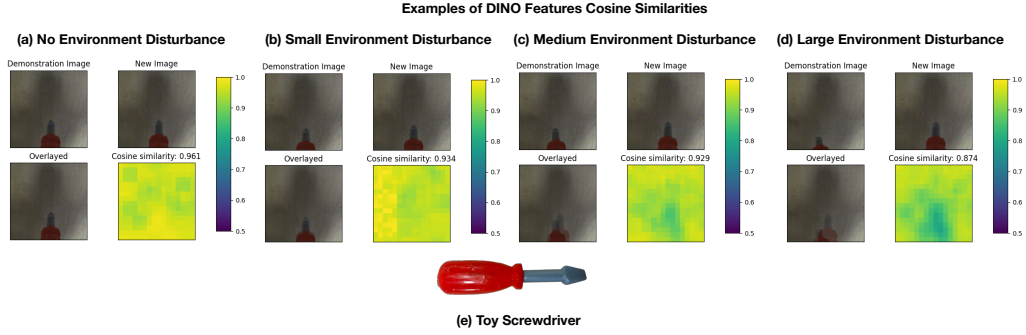 Examples of DINO Features Cosine Similarities
(a) No Environment Disturbance
Demonstration Image
New Image
Overlayed
Cosine similarity: 0.961
1.0
0.9
0.8
0.7
0.6
0.5
(b) Small Environment Disturbance
Demonstration Image
New Image
Overlayed
Cosine similarity: 0.934
1.0
0.9
0.8
0.7
0.6
0.5
(c) Medium Environment Disturbance
Demonstration Image
New Image
Overlayed
Cosine similarity: 0.929
1.0
0.9
0.8
0.7
0.6
0.5
(d) Large Environment Disturbance
Demonstration Image
New Image
Overlayed
Cosine similarity: 0.874
1.0
0.9
0.8
0.7
0.6
0.5
(e) Toy Screwdriver